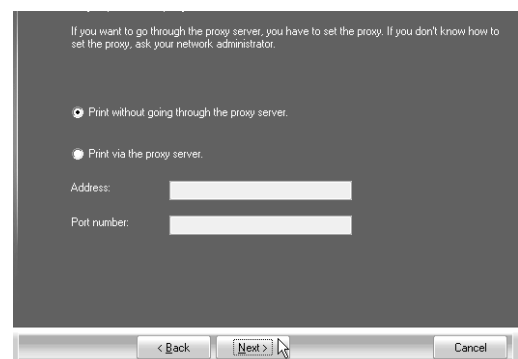 If you want to go through the proxy server, you have to set the proxy. If you don't know how to
set the proxy, ask your network administrator.
Print without going through the proxy server.
Print via the proxy server.
Address:
Port number:
< Back Next > Cancel